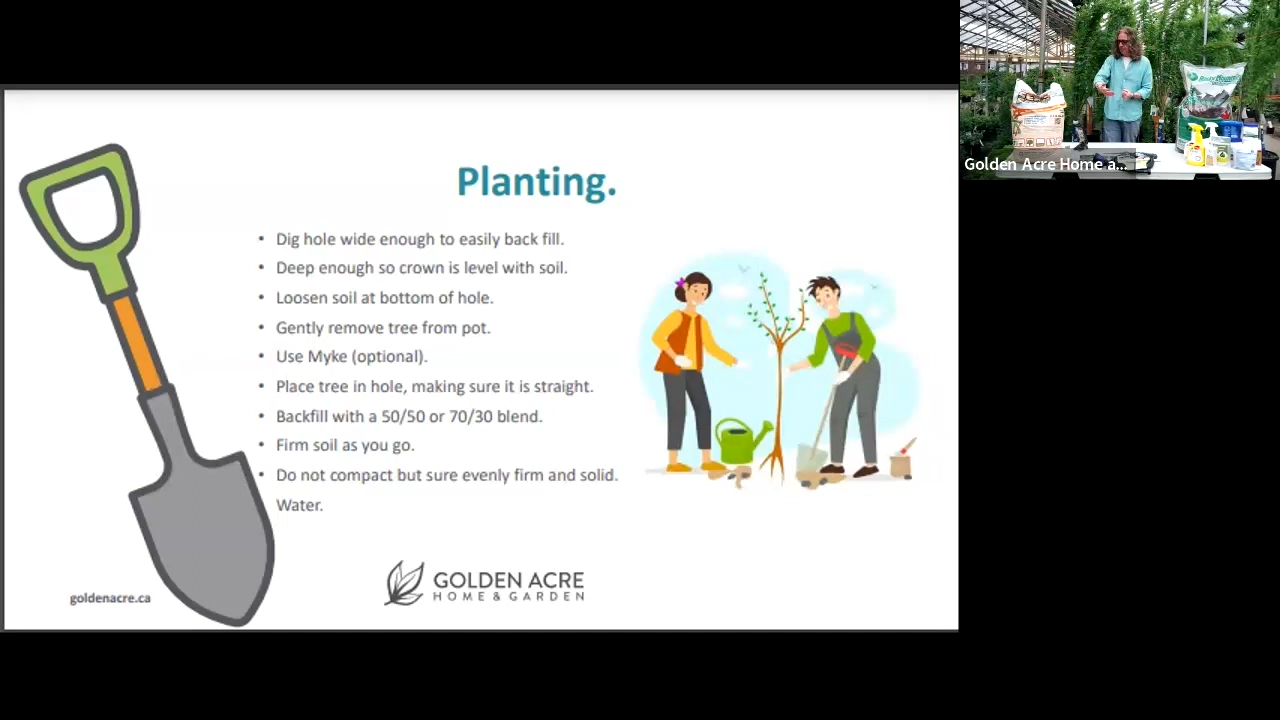 Planting.
• Dig hole wide enough to easily back fill.
• Deep enough so crown is level with soil.
• Loosen soil at bottom of hole.
• Gently remove tree from pot.
• Use Myke (optional).
• Place tree in hole, making sure it is straight.
• Backfill with a 50/50 or 70/30 blend.
• Firm soil as you go.
• Do not compact but sure evenly firm and solid.
Water.
goldenacre.ca
GOLDEN ACRE
HOME & GARDEN
Golden Acre Home a...